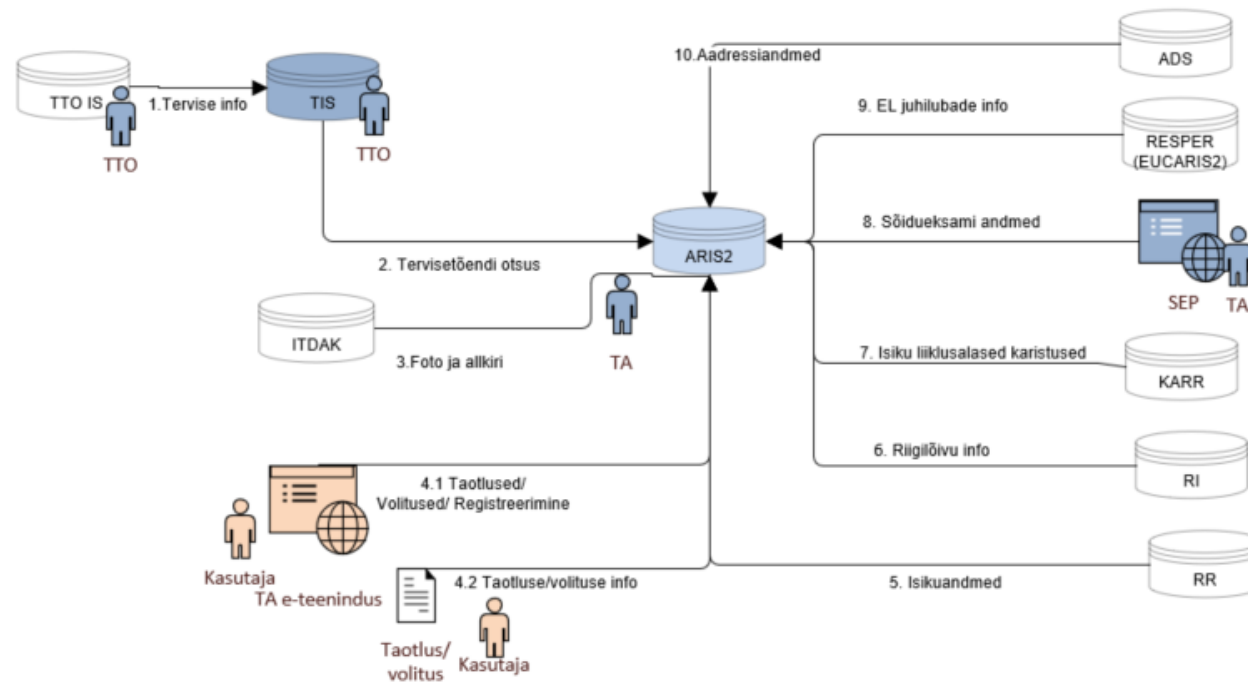 10.Aadressiandmed
ADS
TTO IS
1.Tervise info
TIS
9. EL juhilubade info
TTO
TTO
RESPER
(EUCARIS2)
8. Sõidueksami andmed
ARIS2
2. Tervisetõendi otsus
SEP
TA
ITDAK
3.Foto ja allkiri
TA
7. Isiku liiklusalased karistused
KARR
6. Riigilõivu info
RI
4.1 Taotlused/
Volitused/ Registreerimine
Kasutaja
TA e-teenindus
4.2 Taotluse/volituse info
5. Isikuandmed
RR
Taotlus/
volitus
Kasutaja